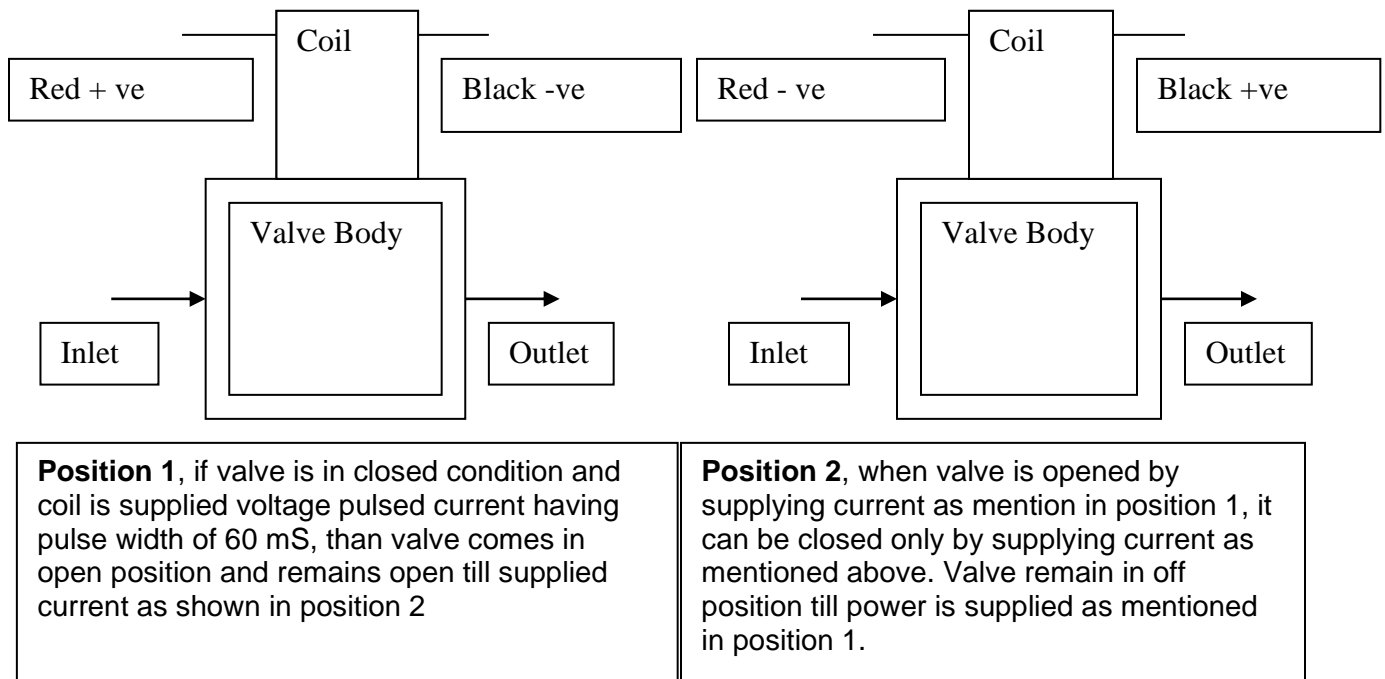 Coil
Red + ve
Black -ve
Valve Body
Inlet
Outlet
Coil
Red - ve
Black +ve
Valve Body
Inlet
Outlet
Position 1, if valve is in closed condition and
coil is supplied voltage pulsed current having
pulse width of 60 mS, than valve comes in
open position and remains open till supplied
current as shown in position 2
Position 2, when valve is opened by
supplying current as mention in position 1, it
can be closed only by supplying current as
mentioned above. Valve remain in off
position till power is supplied as mentioned
in position 1.